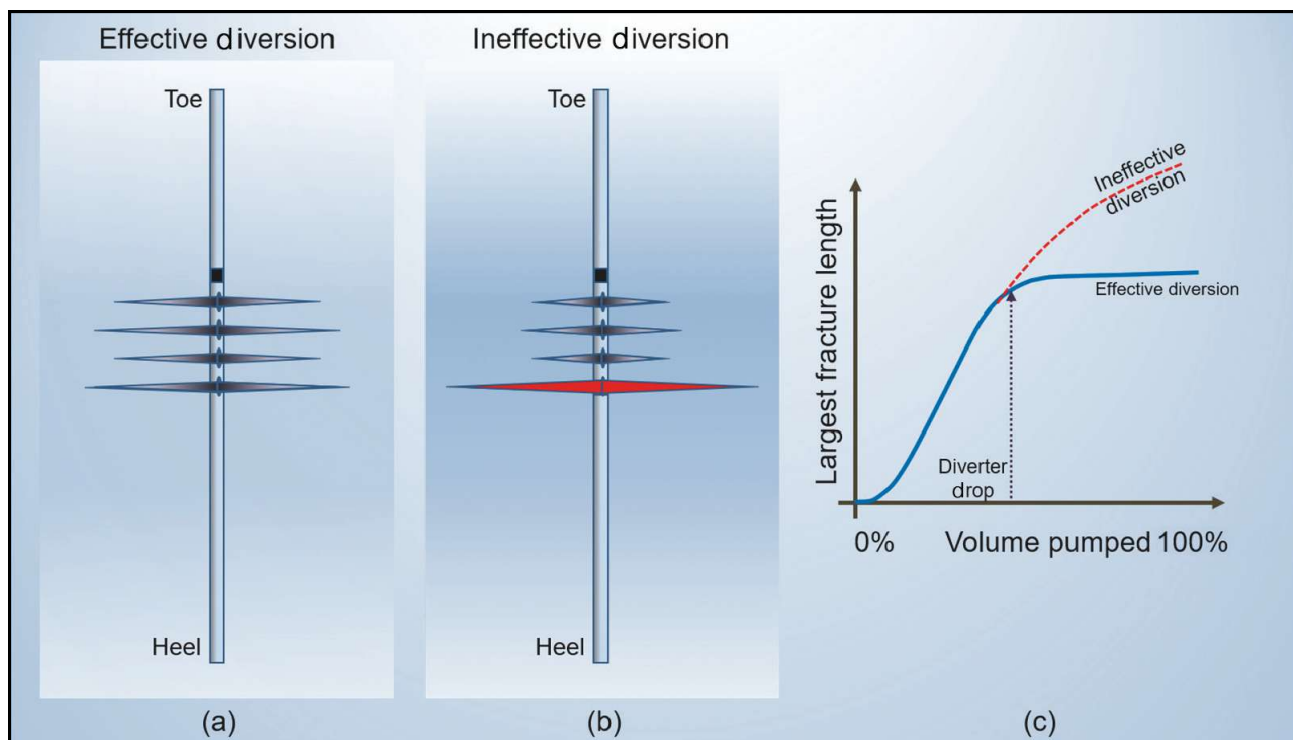 Effective diversion
Toe
Heel
(a)
Ineffective diversion
Toe
Heel
(b)
Largest fracture length
Ineffective
diversion
Effective diversion
Diverter
drop
0%
Volume pumped
100%
(c)